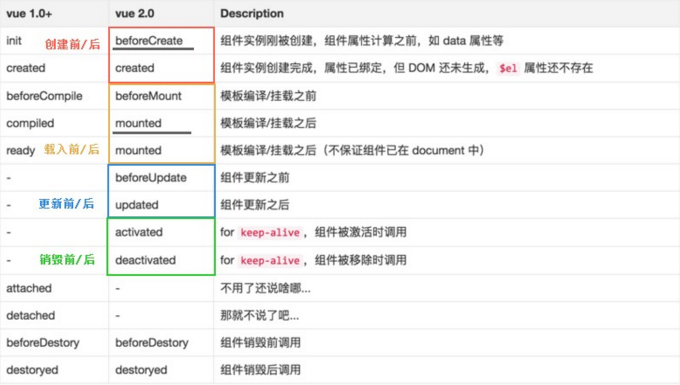 vue 1.0+ vue 2.0 Description
init 创建前/后 beforeCreate 组件实例刚被创建，组件属性计算之前，如 data 属性等
created created 组件实例创建完成，属性已绑定，但 DOM 还未生成，$el 属性还不存在
beforeCompile beforeMount 模板编译/挂载之前
compiled mounted 模板编译/挂载之后
ready 载入前/后 mounted 模板编译/挂载之后（不保证组件已在 document 中）
- beforeUpdate 组件更新之前
- 更新前/后 updated 组件更新之后
- activated for keep-alive，组件被激活时调用
- 销毁前/后 deactivated for keep-alive，组件被移除时调用
attached - 不用了还说啥哪...
detached - 那就不说了吧...
beforeDestory beforeDestory 组件销毁前调用
destoryed destoryed 组件销毁后调用